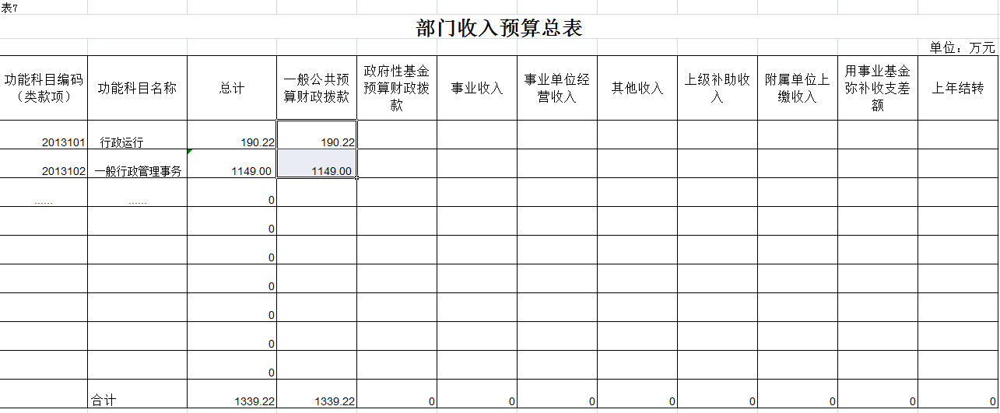 表7
部门收入预算总表
单位：万元
功能科目编码（类款项） 功能科目名称 总计 一般公共预算财政拨款 政府性基金预算财政拨款 事业收入 事业单位经营收入 其他收入 上级补助收入 附属单位上缴收入 用事业基金弥补收支差额 上年结转
2013101 行政运行 190.22 190.22
2013102 一般行政管理事务 1149.00 1149.00
…… …… 0
0
0
0
0
0
0
合计 1339.22 1339.22 0 0 0 0 0 0 0 0